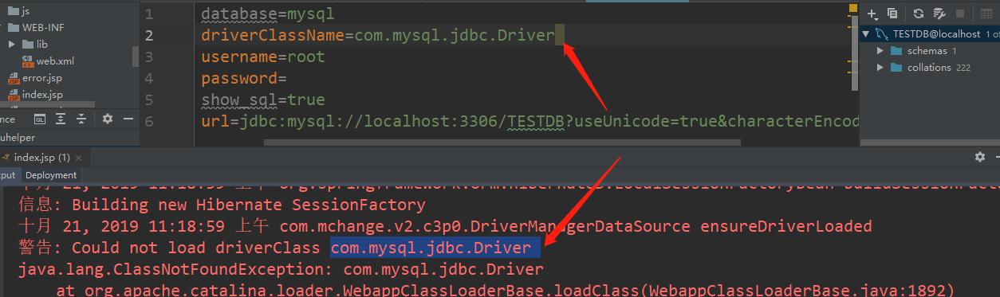 js
WEB-INF
lib
web.xml
error.jsp
index.jsp
nce
uhelper
1 database=mysql
2 driverClassName=com.mysql.jdbc.Driver
3 username=root
4 password=
5 show_sql=true
6 url=jdbc:mysql://localhost:3306/TESTDB?useUnicode=true&characterEncod
TESTDB@localhost 1 of
schemas 1
collations 222
index.jsp (1)
tput Deployment
信息: Building new Hibernate SessionFactory
十月 21, 2019 11:18:59 上午 com.mchange.v2.c3p0.DriverManagerDataSource ensureDriverLoaded
警告: Could not load driverClass com.mysql.jdbc.Driver
java.lang.ClassNotFoundException: com.mysql.jdbc.Driver
at org.apache.catalina.loader.WebappClassLoaderBase.loadClass(WebappClassLoaderBase.java:1892)